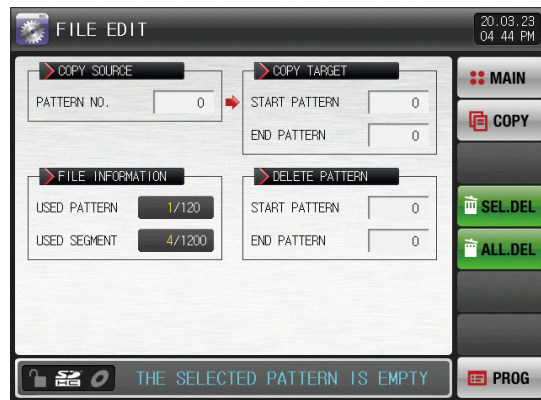 FILE EDIT
20.03.23
04 44 PM
COPY SOURCE
PATTERN NO. 0
COPY TARGET
START PATTERN 0
END PATTERN 0
FILE INFORMATION
USED PATTERN 1/120
USED SEGMENT 4/1200
DELETE PATTERN
START PATTERN 0
END PATTERN 0
MAIN
COPY
SEL.DEL
ALL.DEL
THE SELECTED PATTERN IS EMPTY
PROG